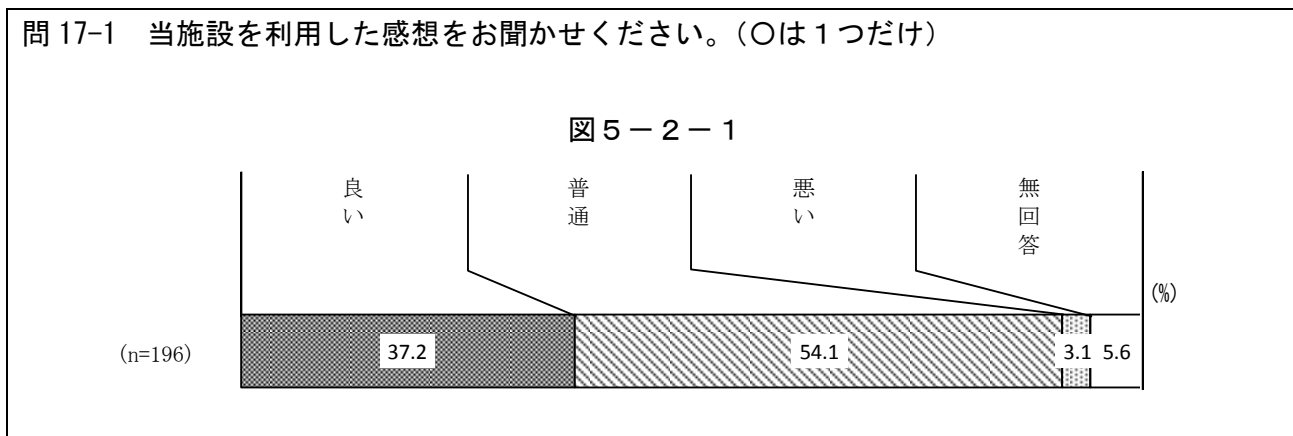 問 17-1　当施設を利用した感想をお聞かせください。（○は１つだけ）
図５－２－１
良い
普通
悪い
無回答
(%)
(n=196)
37.2
54.1
3.1
5.6